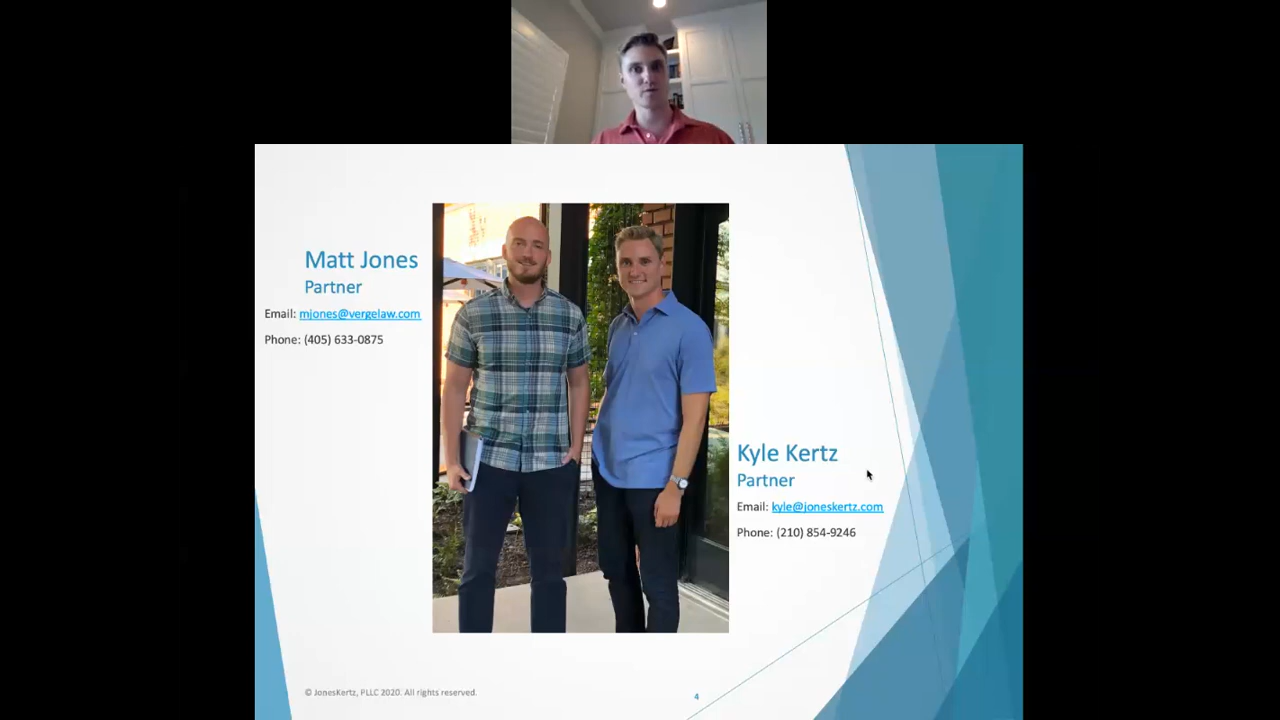 Matt Jones
Partner
Email: mjones@vergelaw.com
Phone: (405) 633-0875
Kyle Kertz
Partner
Email: kyle@joneskertz.com
Phone: (210) 854-9246
© JonesKertz, PLLC 2020. All rights reserved.
4